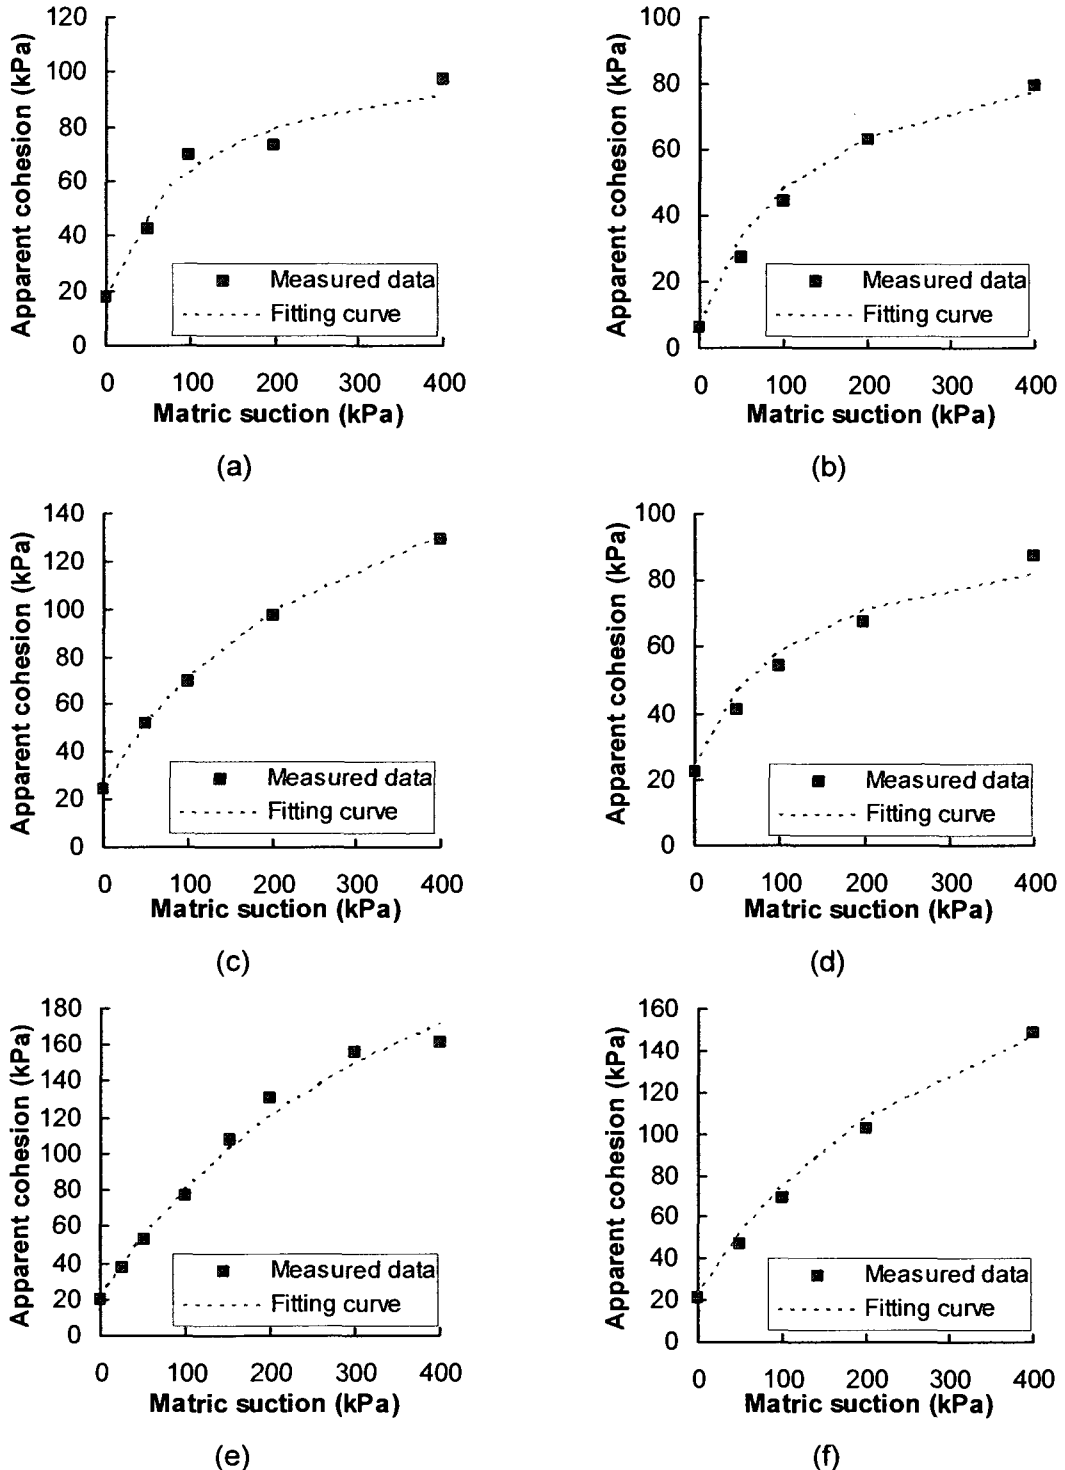 120
100
80
60
40
20
0
Apparent cohesion (kPa)
Measured data
Fitting curve
0 100 200 300 400
Matric suction (kPa)
(a)
100
80
60
40
20
0
Apparent cohesion (kPa)
Measured data
Fitting curve
0 100 200 300 400
Matric suction (kPa)
(b)
140
120
100
80
60
40
20
0
Apparent cohesion (kPa)
Measured data
Fitting curve
0 100 200 300 400
Matric suction (kPa)
(c)
100
80
60
40
20
0
Apparent cohesion (kPa)
Measured data
Fitting curve
0 100 200 300 400
Matric suction (kPa)
(d)
180
160
140
120
100
80
60
40
20
0
Apparent cohesion (kPa)
Measured data
Fitting curve
0 100 200 300 400
Matric suction (kPa)
(e)
160
140
120
100
80
60
40
20
0
Apparent cohesion (kPa)
Measured data
Fitting curve
0 100 200 300 400
Matric suction (kPa)
(f)